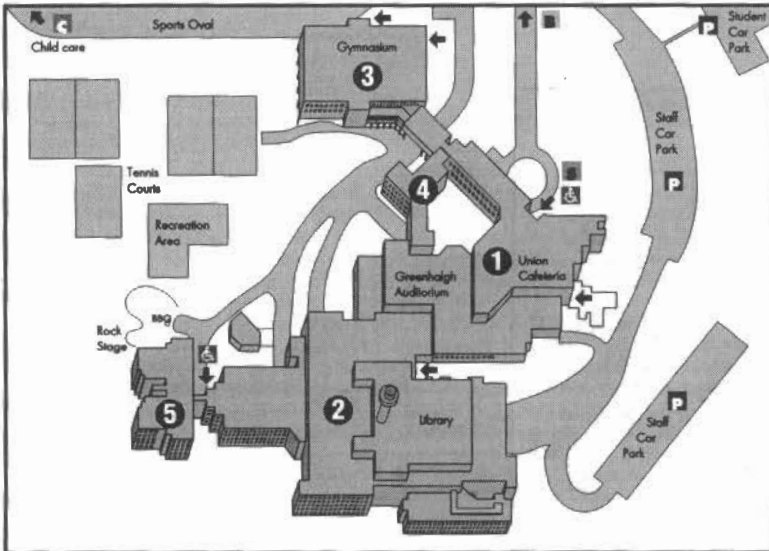 C
Sports Oval
Child care
Gymnasium
3
B
P
Student
Car
Park
Staff
Car
Park
P
B
Tennis
Courts
4
Recreation
Area
1
Union
Cafeteria
Greenhalgh
Auditorium
BBQ
Rock
Stage
5
2
Library
P
Staff
Car
Park